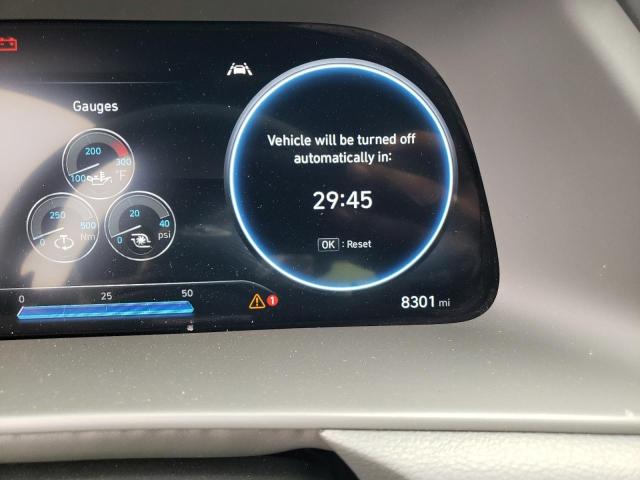 Gauges
200
100
300
°F
250
0
500
Nm
20
0
40
psi
0 25 50
1
Vehicle will be turned off
automatically in:
29:45
OK : Reset
8301 mi